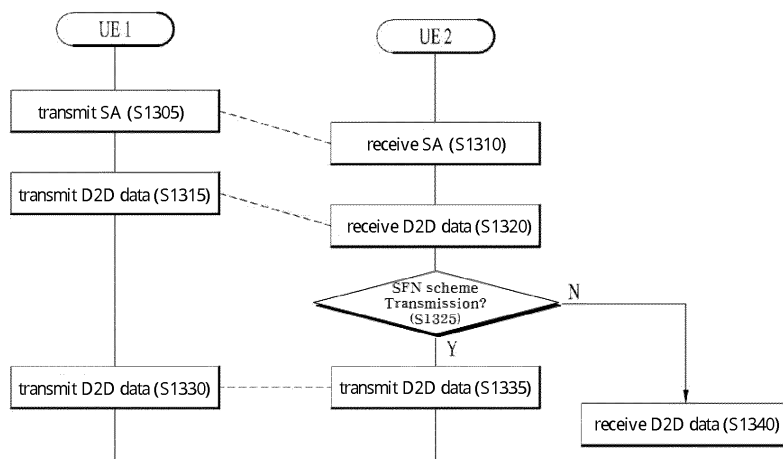 UE 1
UE 2
transmit SA (S1305)
receive SA (S1310)
transmit D2D data (S1315)
receive D2D data (S1320)
SFN scheme
Transmission?
(S1325)
N
Y
transmit D2D data (S1330)
transmit D2D data (S1335)
receive D2D data (S1340)